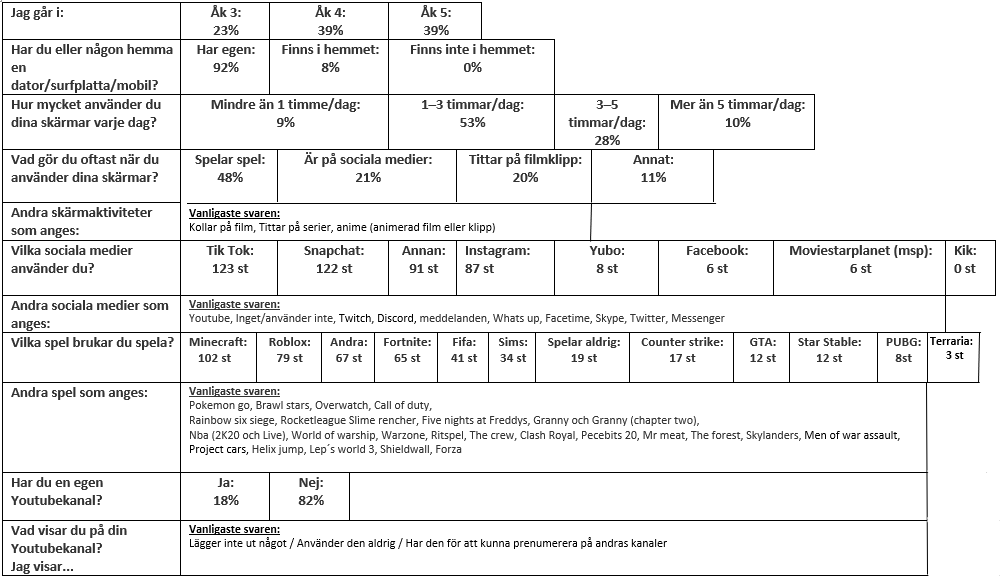 Jag går i: Åk 3: Åk 4: Åk 5:
23% 39% 39%
Har du eller någon hemma Har egen: Finns i hemmet: Finns inte i hemmet:
en 92% 8% 0%
dator/surfplatta/mobil?
Hur mycket använder du Mindre än 1 timme/dag: 1–3 timmar/dag: 3–5 Mer än 5 timmar/dag:
dina skärmar varje dag? 9% 53% timmar/dag: 10%
28%
Vad gör du oftast när du Spelar spel: Är på sociala medier: Tittar på filmklipp: Annat:
använder dina skärmar? 48% 21% 20% 11%
Andra skärmaktiviteter Vanligaste svaren:
som anges: Kollar på film, Tittar på serier, anime (animerad film eller klipp)
Vilka sociala medier Tik Tok: Snapchat: Annan: Instagram: Yubo: Facebook: Moviestarplanet (msp): Kik:
använder du? 123 st 122 st 91 st 87 st 8 st 6 st 6 st 0 st
Andra sociala medier som Vanligaste svaren:
anges: Youtube, Inget/använder inte, Twitch, Discord, meddelanden, Whats up, Facetime, Skype, Twitter, Messenger
Vilka spel brukar du spela? Minecraft: Roblox: Andra: Fortnite: Fifa: Sims: Spelar aldrig: Counter strike: GTA: Star Stable: PUBG: Terraria:
102 st 79 st 67 st 65 st 41 st 34 st 19 st 17 st 12 st 12 st 8st 3 st
Andra spel som anges: Vanligaste svaren:
Pokemon go, Brawl stars, Overwatch, Call of duty,
Rainbow six siege, Rocketleague Slime rencher, Five nights at Freddys, Granny och Granny (chapter two),
Nba (2K20 och Live), World of warship, Warzone, Ritspel, The crew, Clash Royal, Pecebits 20, Mr meat, The forest, Skylanders, Men of war assault,
Project cars, Helix jump, Lep´s world 3, Shieldwall, Forza
Har du en egen Ja: Nej:
Youtubekanal? 18% 82%
Vad visar du på din Vanligaste svaren:
Youtubekanal? Lägger inte ut något / Använder den aldrig / Har den för att kunna prenumerera på andras kanaler
Jag visar...